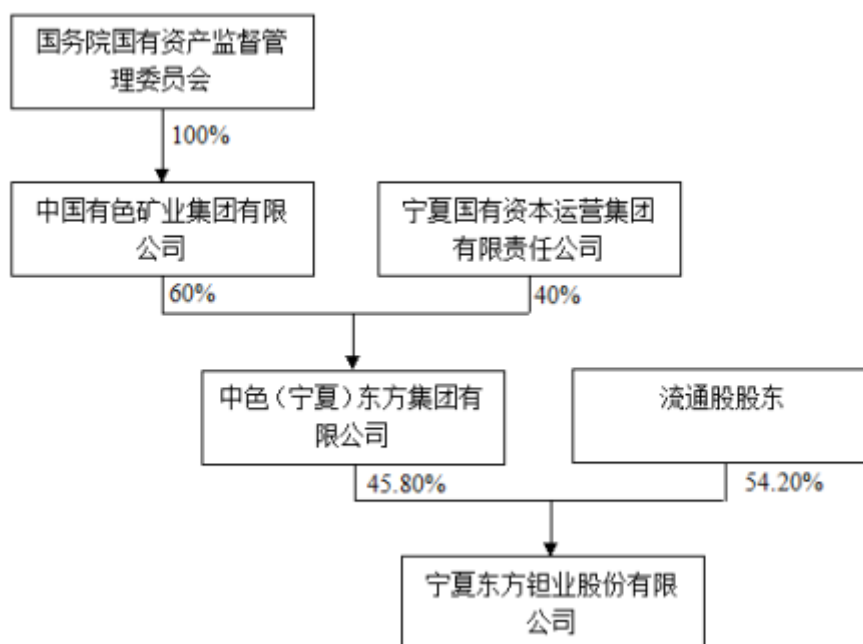 国务院国有资产监督管
理委员会
100%
中国有色矿业集团有限
公司
宁夏国有资本运营集团
有限责任公司
60%
40%
中色（宁夏）东方集团有
限公司
流通股股东
45.80%
54.20%
宁夏东方钽业股份有限
公司